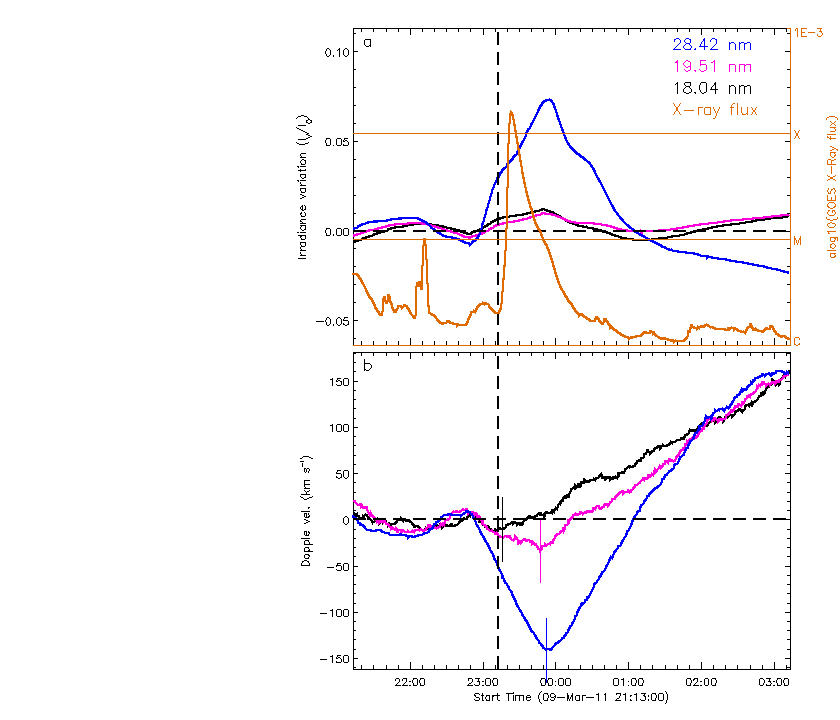 a
28.42 nm
19.51 nm
18.04 nm
X-ray flux
0.10
0.05
0.00
-0.05
1E-3
X
M
C
alog10(GOES X-Ray flux)
b
150
100
50
0
-50
-100
-150
Dopple vel. (km s⁻¹)
22:00 23:00 00:00 01:00 02:00 03:00
Start Time (09-Mar-11 21:13:00)
Irradiance variation